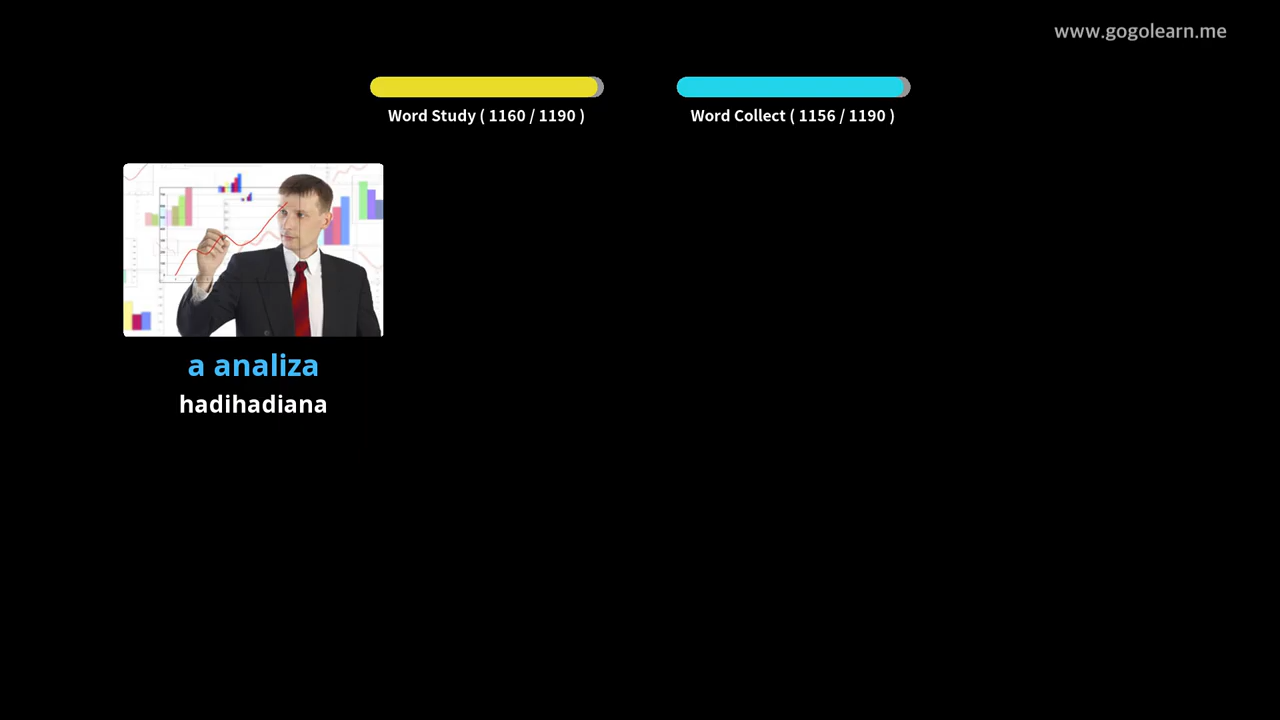 www.gogolearn.me
Word Study ( 1160 / 1190 )
Word Collect ( 1156 / 1190 )
a analiza
hadihadiana